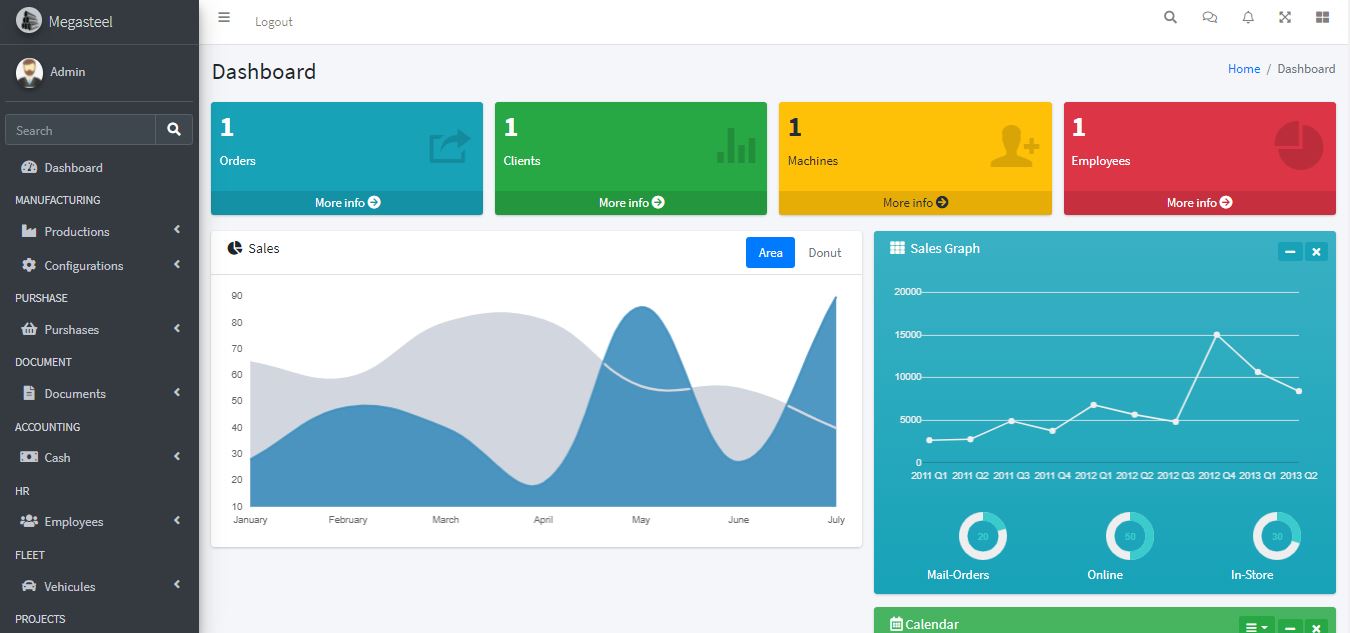 Megasteel
Logout
Admin
Search
Dashboard
MANUFACTURING
Productions
Configurations
PURSHASE
Purshases
DOCUMENT
Documents
ACCOUNTING
Cash
HR
Employees
FLEET
Vehicules
PROJECTS
Dashboard
Home / Dashboard
1
Orders
More info
1
Clients
More info
1
Machines
More info
1
Employees
More info
Sales
Area Donut
90
80
70
60
50
40
30
20
10
January February March April May June July
Sales Graph
20000
15000
10000
5000
0
2011 Q1 2011 Q2 2011 Q3 2011 Q4 2012 Q1 2012 Q2 2012 Q3 2012 Q4 2013 Q1 2013 Q2
20 50 30
Mail-Orders Online In-Store
Calendar